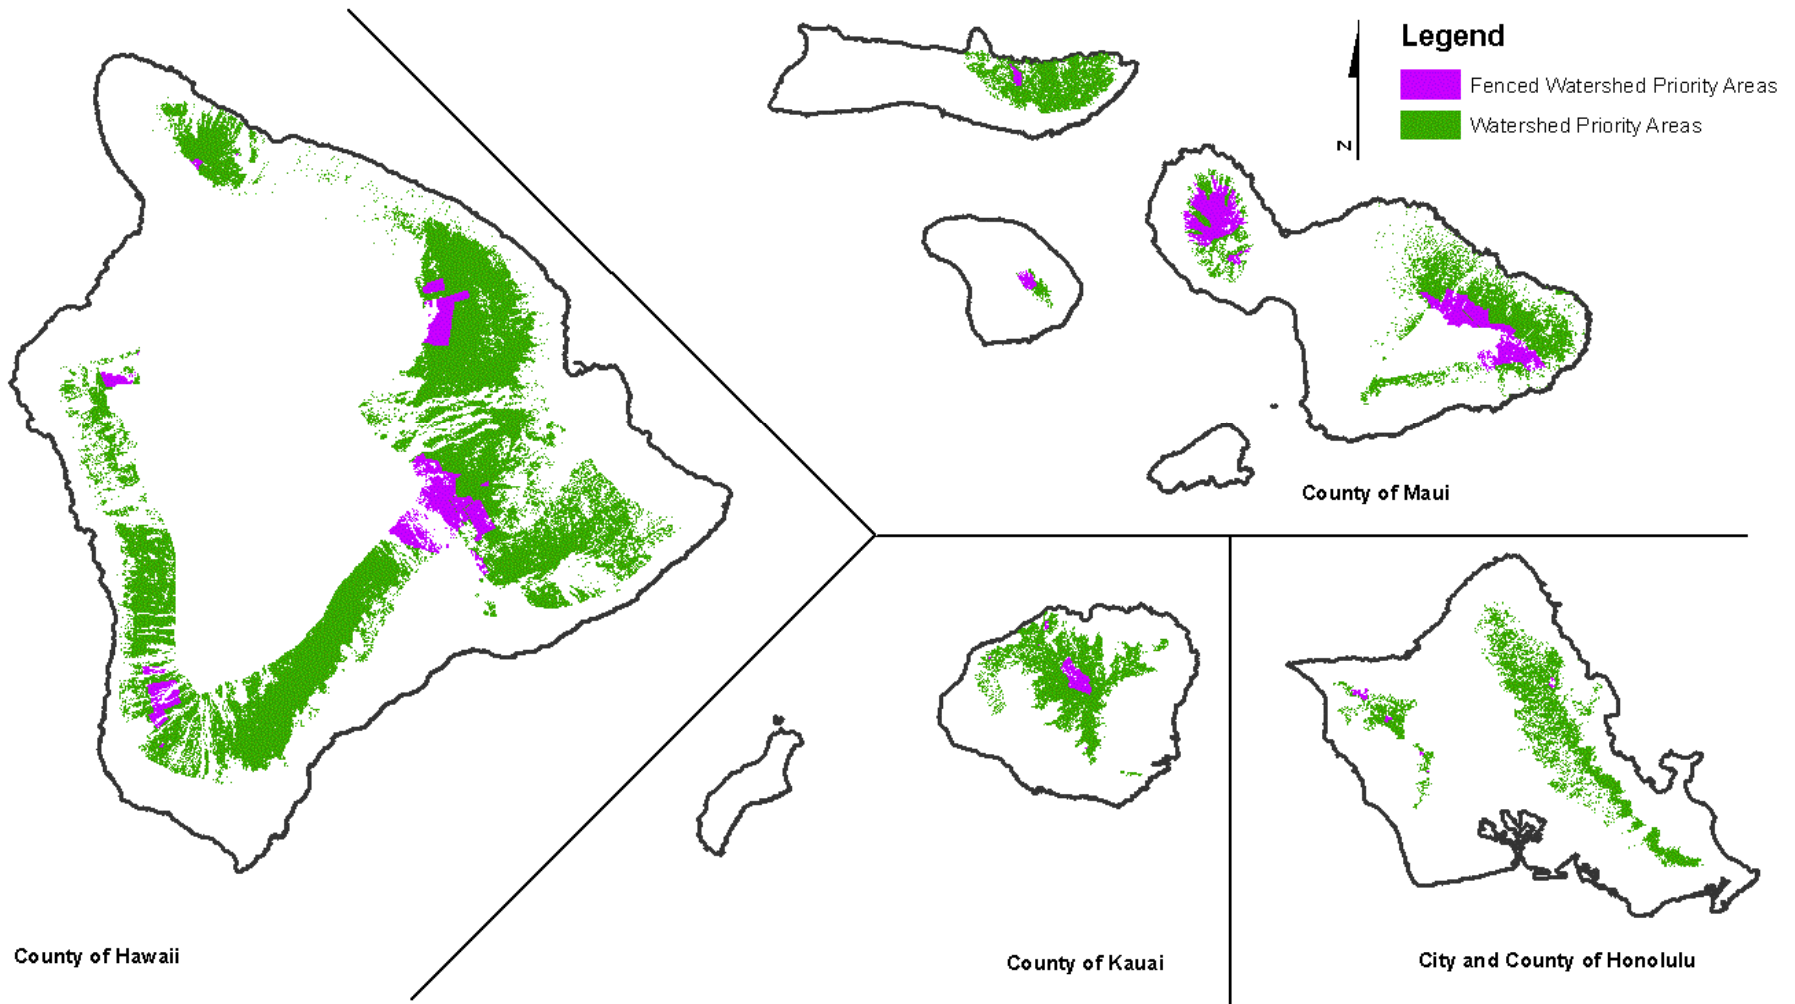 Legend
Fenced Watershed Priority Areas
Watershed Priority Areas
N
County of Maui
County of Hawaii
County of Kauai
City and County of Honolulu